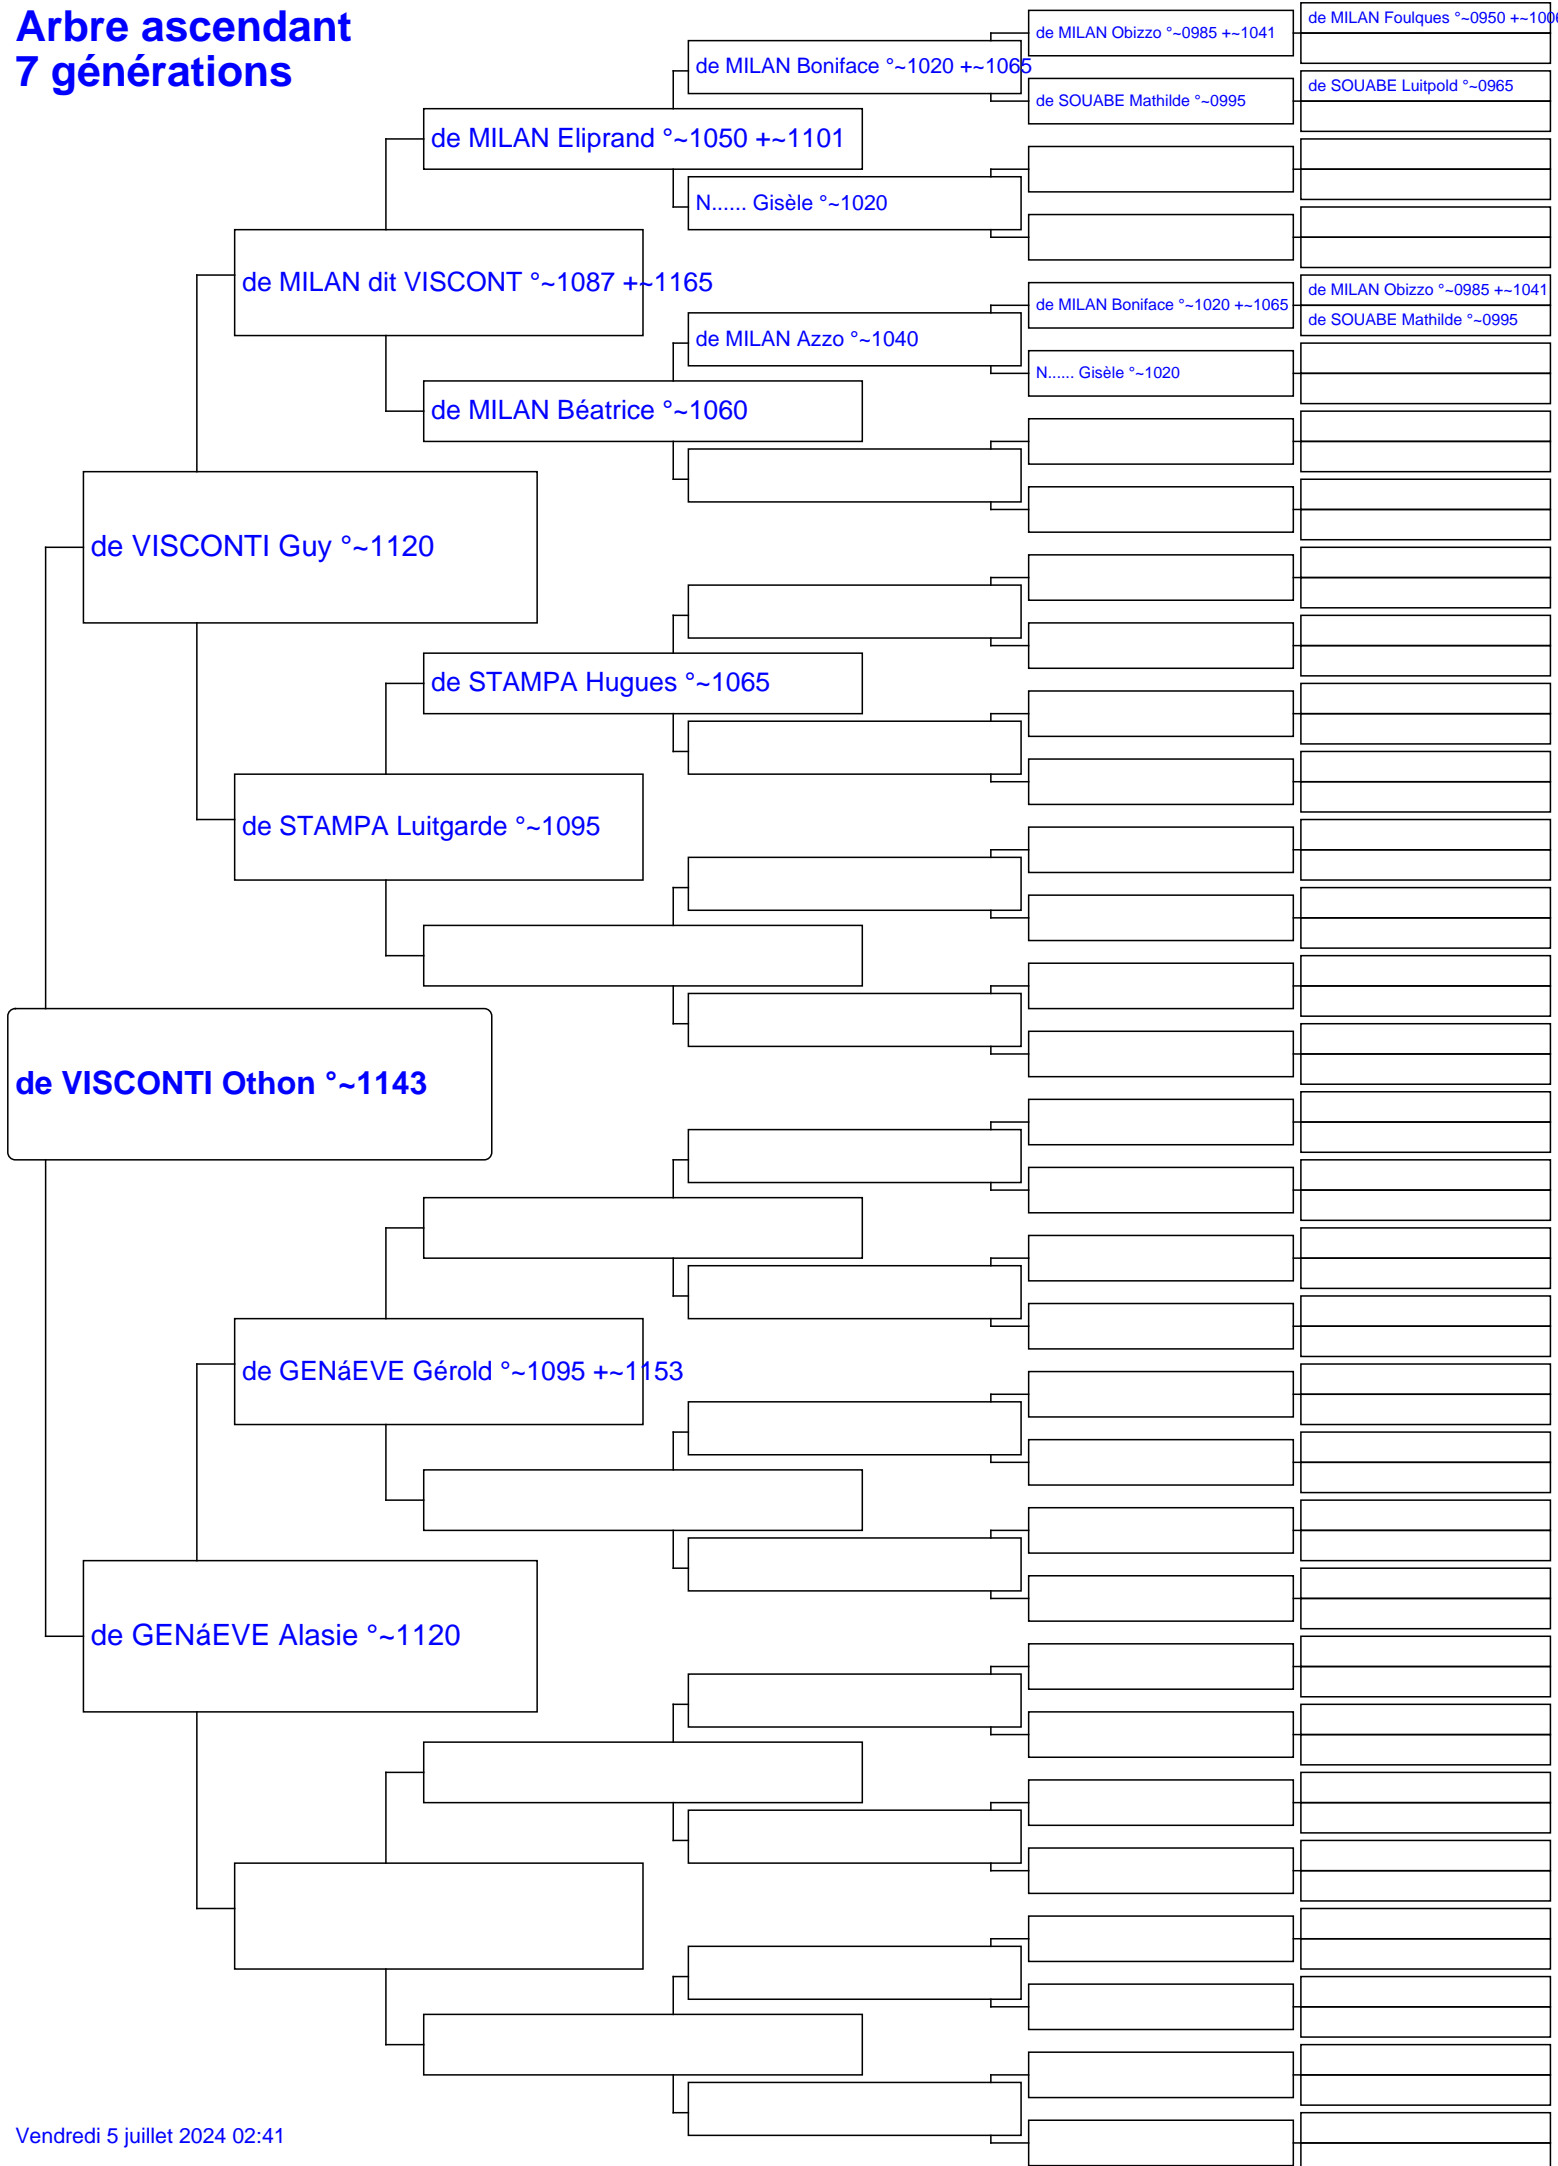 Arbre ascendant
7 générations
de MILAN Foulques °~0950 +~100
de MILAN Obizzo °~0985 +~1041
de MILAN Boniface °~1020 +~1065
de SOUABE Luitpold °~0965
de SOUABE Mathilde °~0995
de MILAN Eliprand °~1050 +~1101
N...... Gisèle °~1020
de MILAN dit VISCONT °~1087 +~1165
de MILAN Obizzo °~0985 +~1041
de MILAN Boniface °~1020 +~1065
de SOUABE Mathilde °~0995
de MILAN Azzo °~1040
N...... Gisèle °~1020
de MILAN Béatrice °~1060
de VISCONTI Guy °~1120
de STAMPA Hugues °~1065
de STAMPA Luitgarde °~1095
de VISCONTI Othon °~1143
de GENáEVE Gérold °~1095 +~1153
de GENáEVE Alasie °~1120
Vendredi 5 juillet 2024 02:41